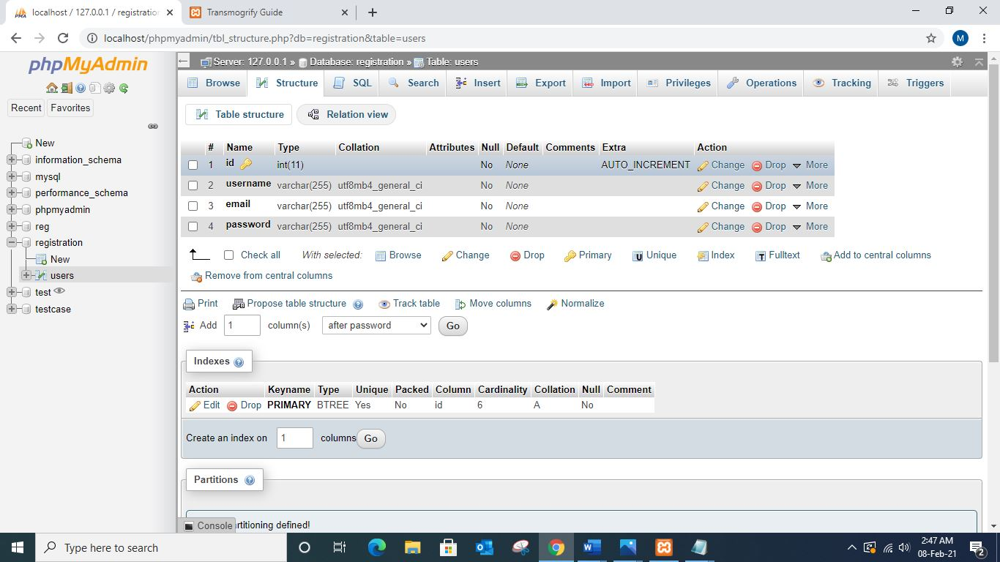 localhost / 127.0.0.1 / registration
Transmogrify Guide
localhost/phpmyadmin/tbl_structure.php?db=registration&table=users
M
PMA
phpMyAdmin
Recent Favorites
New
information_schema
mysql
performance_schema
phpmyadmin
reg
registration
New
users
test
testcase
Server: 127.0.0.1 » Database: registration » Table: users
Browse Structure SQL Search Insert Export Import Privileges Operations Tracking Triggers
Table structure Relation view
# Name Type Collation Attributes Null Default Comments Extra Action
1 id int(11) No None AUTO_INCREMENT Change Drop More
2 username varchar(255) utf8mb4_general_ci No None Change Drop More
3 email varchar(255) utf8mb4_general_ci No None Change Drop More
4 password varchar(255) utf8mb4_general_ci No None Change Drop More
Check all With selected: Browse Change Drop Primary Unique Index Fulltext Add to central columns
Remove from central columns
Print Propose table structure Track table Move columns Normalize
Add 1 column(s) after password Go
Indexes
Action Keyname Type Unique Packed Column Cardinality Collation Null Comment
Edit Drop PRIMARY BTREE Yes No id 6 A No
Create an index on 1 columns Go
Partitions
rtitioning defined!
Console
Type here to search
2:47 AM
08-Feb-21
2